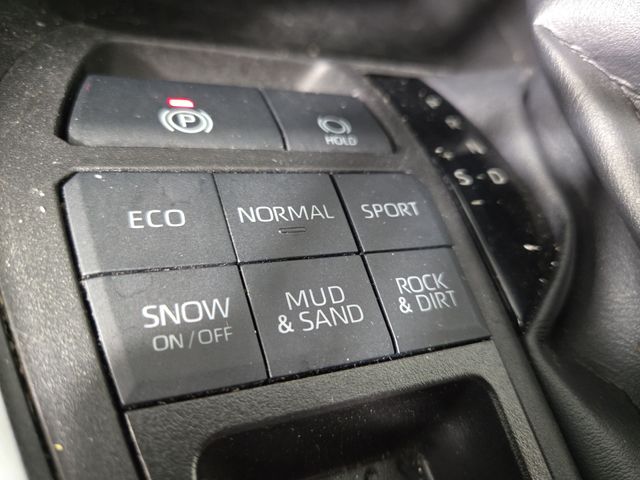 P
HOLD
R
N
S D
ECO
NORMAL
SPORT
SNOW
ON/OFF
MUD
& SAND
ROCK
& DIRT